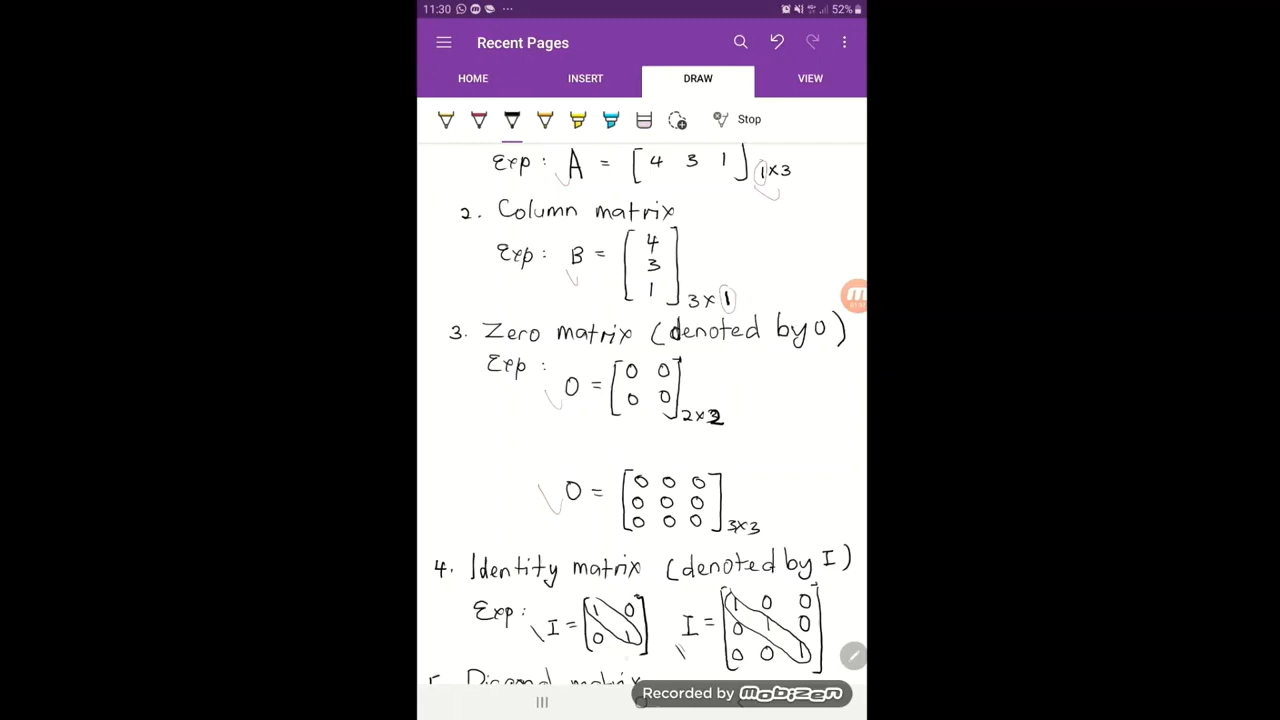 11:30 ... 52%
Recent Pages
HOME INSERT DRAW VIEW
Stop
Exp : A = [ 4 3 1 ] 1×3
2. Column matrix
Exp : B = [ 4
3
1 ] 3 × 1
3. Zero matrix (denoted by 0)
Exp :
0 = [ 0 0
0 0 ] 2×2
0 = [ 0 0 0
0 0 0
0 0 0 ] 3×3
4. Identity matrix (denoted by I)
Exp : I = [ 1 0
0 1 ] I = [ 1 0 0
0 1 0
0 0 1 ]
5. matrix
Recorded by mobizen